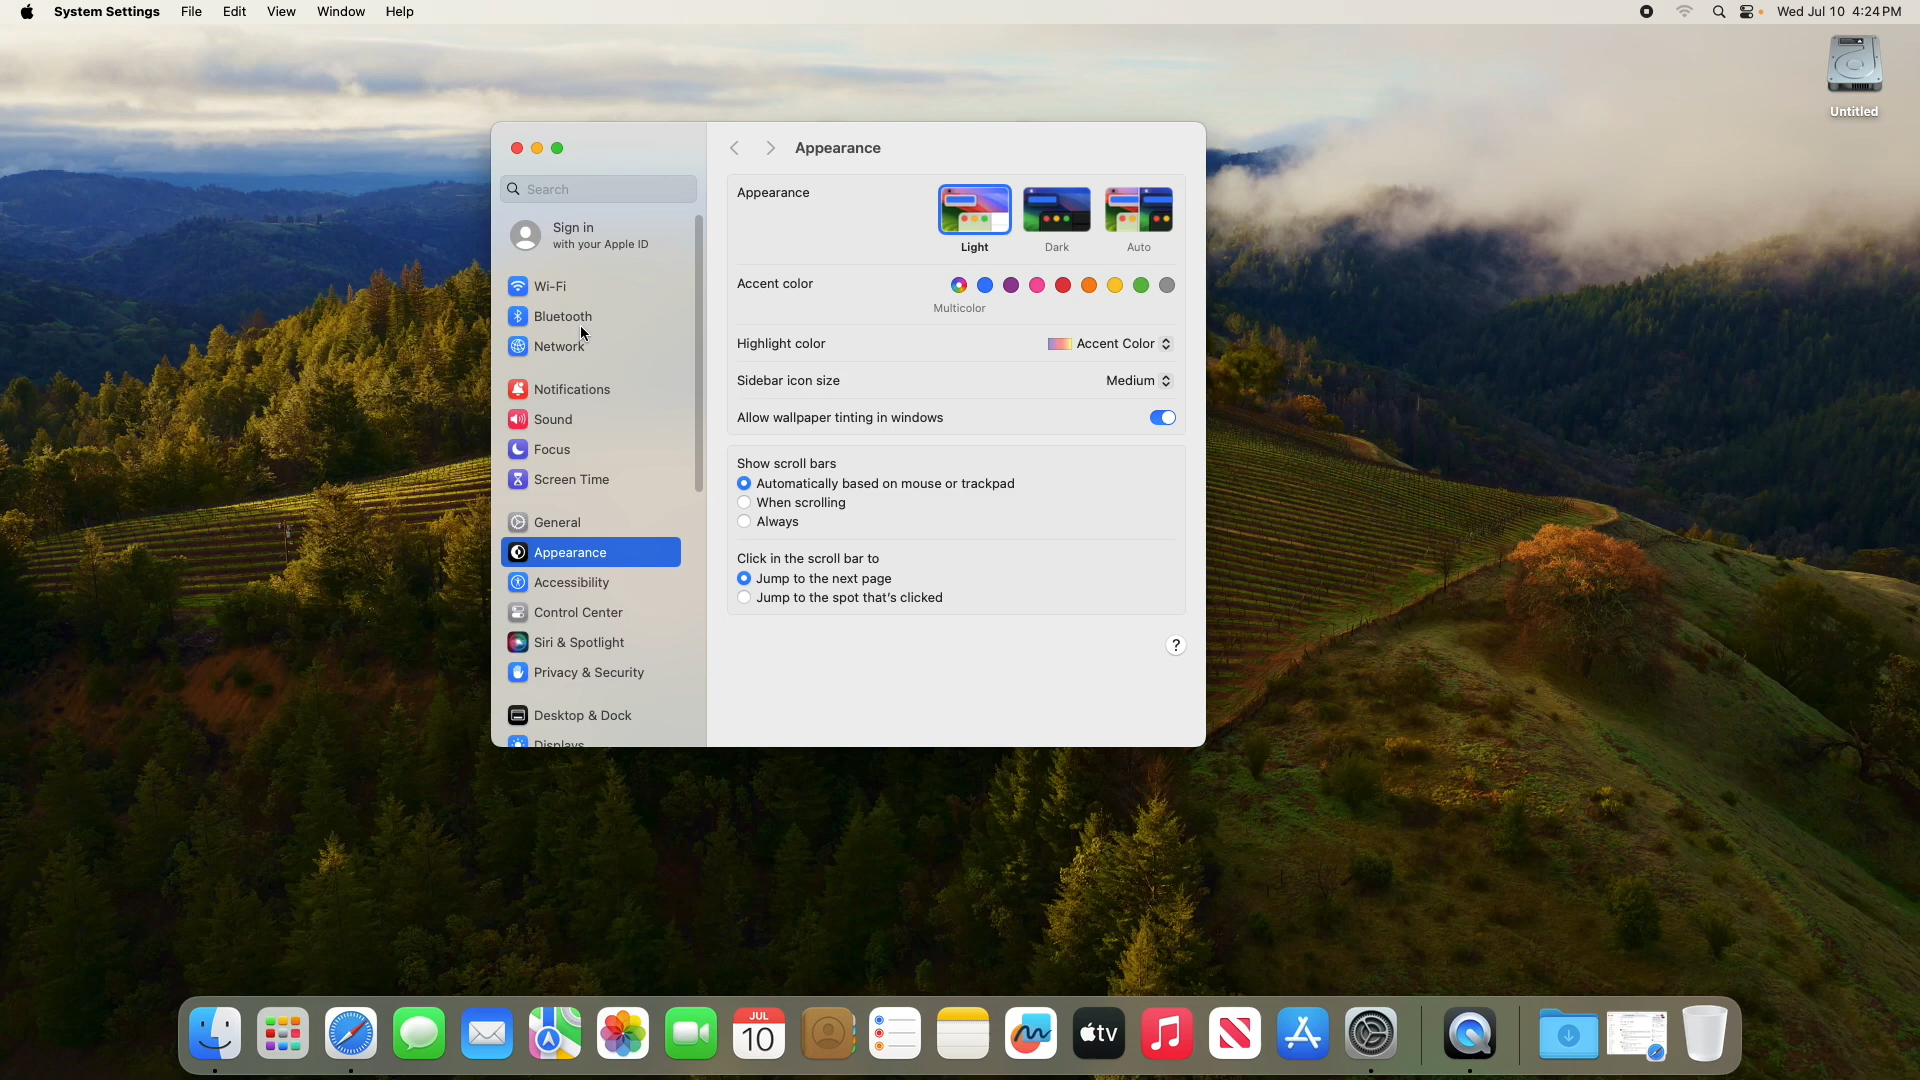 System Settings File Edit View Window Help Wed Jul 10 4:24 PM
Untitled
Search
Sign in
with your Apple ID
Wi-Fi
Bluetooth
Network
Notifications
Sound
Focus
Screen Time
General
Appearance
Accessibility
Control Center
Siri & Spotlight
Privacy & Security
Desktop & Dock
Displays
Appearance
Appearance
Light Dark Auto
Accent color
Multicolor
Highlight color Accent Color
Sidebar icon size Medium
Allow wallpaper tinting in windows
Show scroll bars
Automatically based on mouse or trackpad
When scrolling
Always
Click in the scroll bar to
Jump to the next page
Jump to the spot that's clicked
?
JUL
10
tv